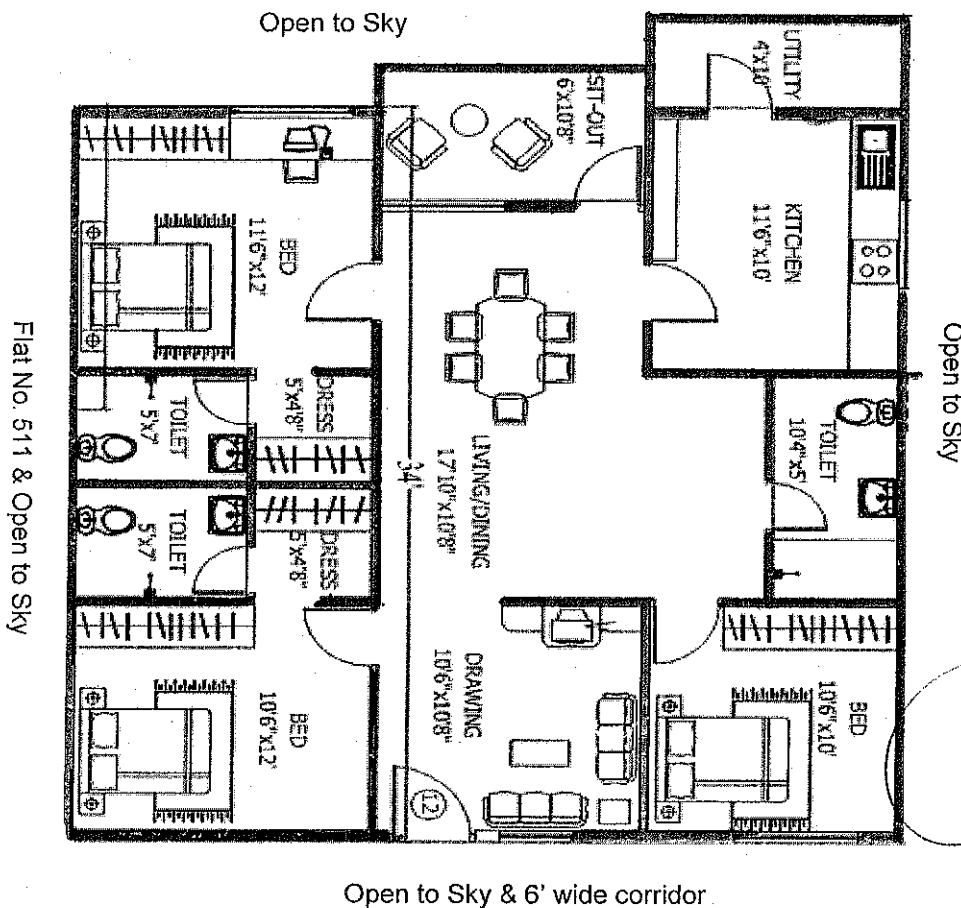 Open to Sky
UTILITY
4'x10'
SIT-OUT
6'x10'8"
KITCHEN
11'6"x10'
BED
11'6"x12'
Open to Sky
Flat No. 511 & Open to Sky
DRESS
5'x4'8"
TOILET
5'x7'
TOILET
10'4"x5'
LIVING/DINING
17'10"x10'8"
34'
TOILET
5'x7'
DRESS
5'x4'8"
DRAWING
10'6"x10'8"
BED
10'6"x12'
BED
10'6"x10'
12
Open to Sky & 6' wide corridor